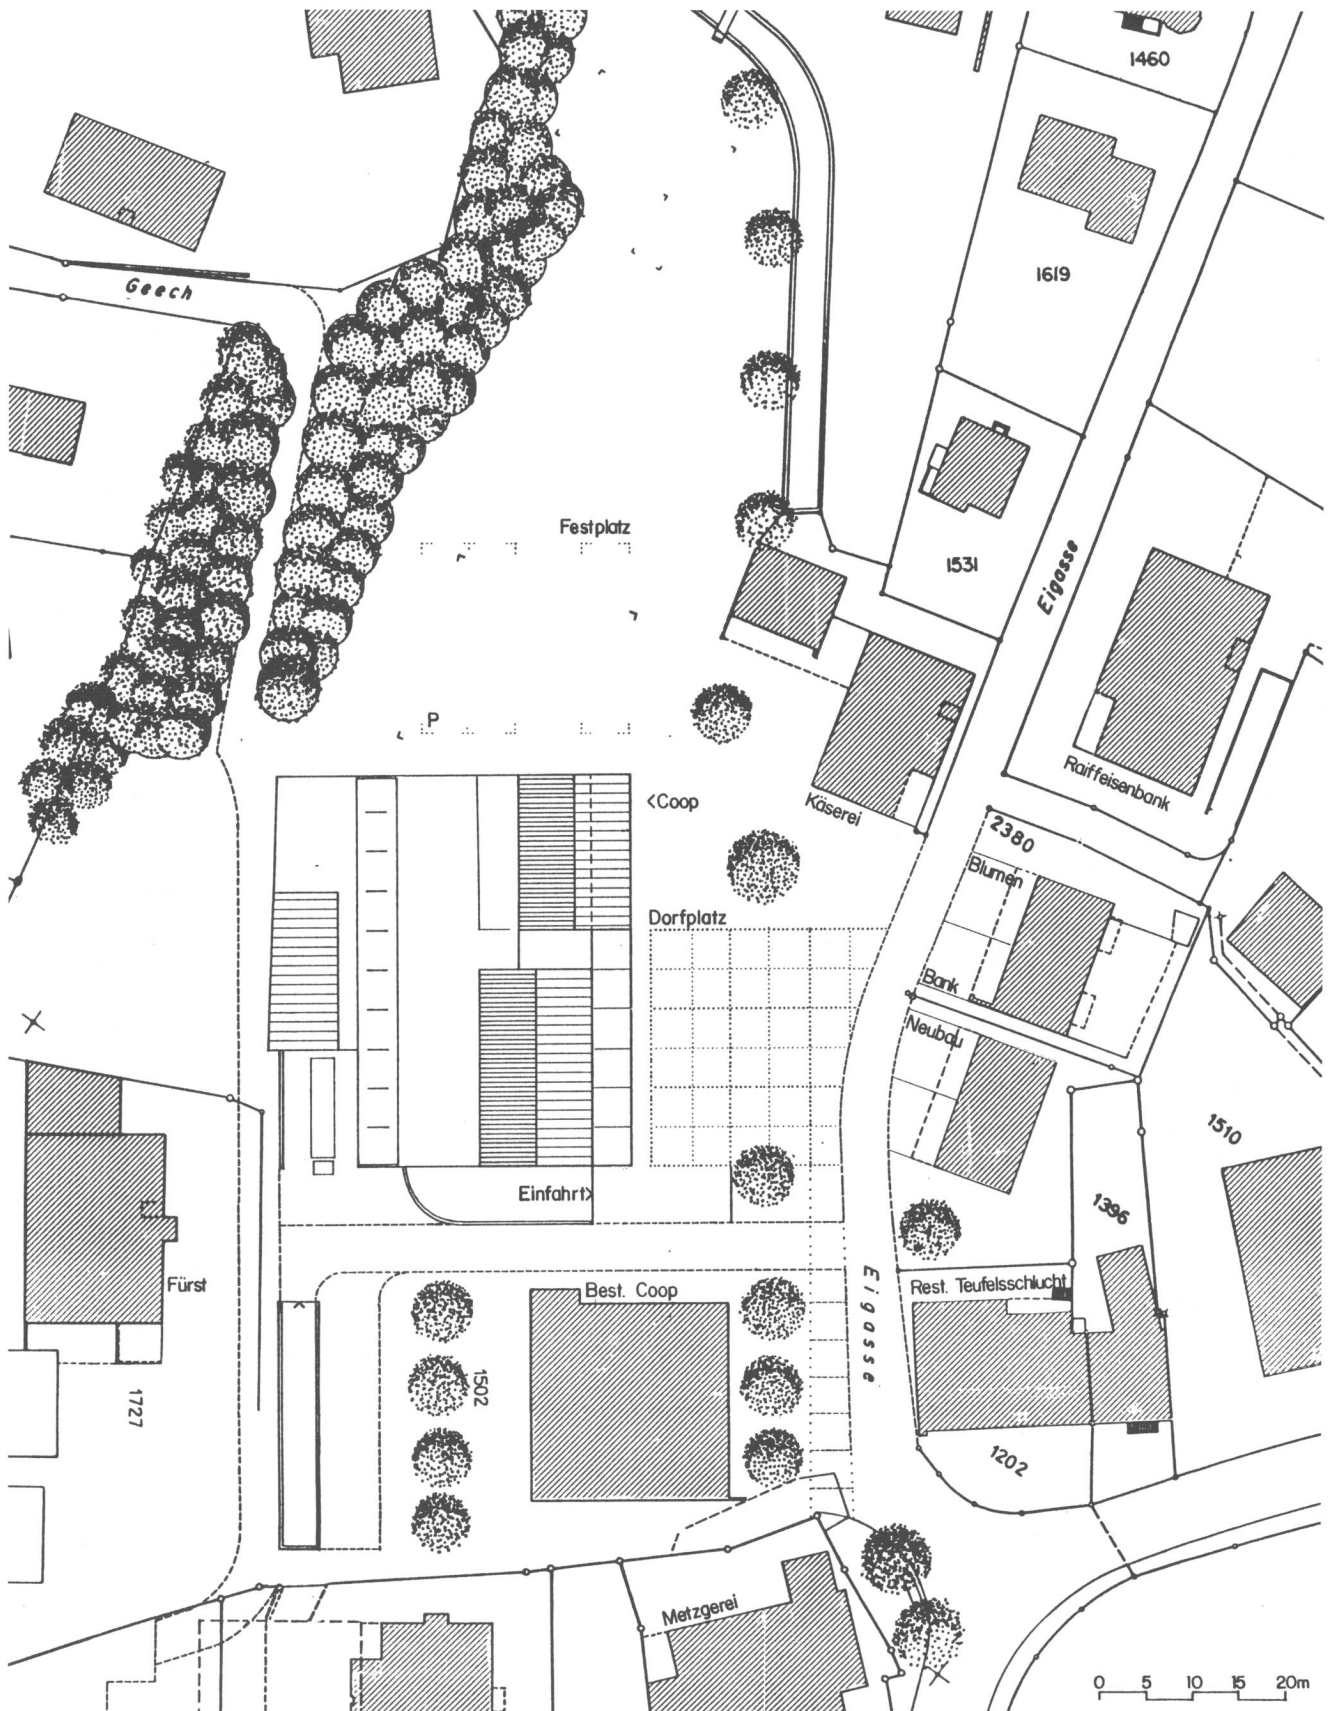 1460
1619
Geech
Festplatz
1531
Eigasse
P
Raiffeisenbank
<Coop
Käserei
2380
Blumen
Dorfplatz
Bank
Neubau
1510
Einfahrt>
1396
Fürst
Best. Coop
Eigasse
Rest. Teufelsschlucht
1502
1727
1202
Metzgerei
0 5 10 15 20m